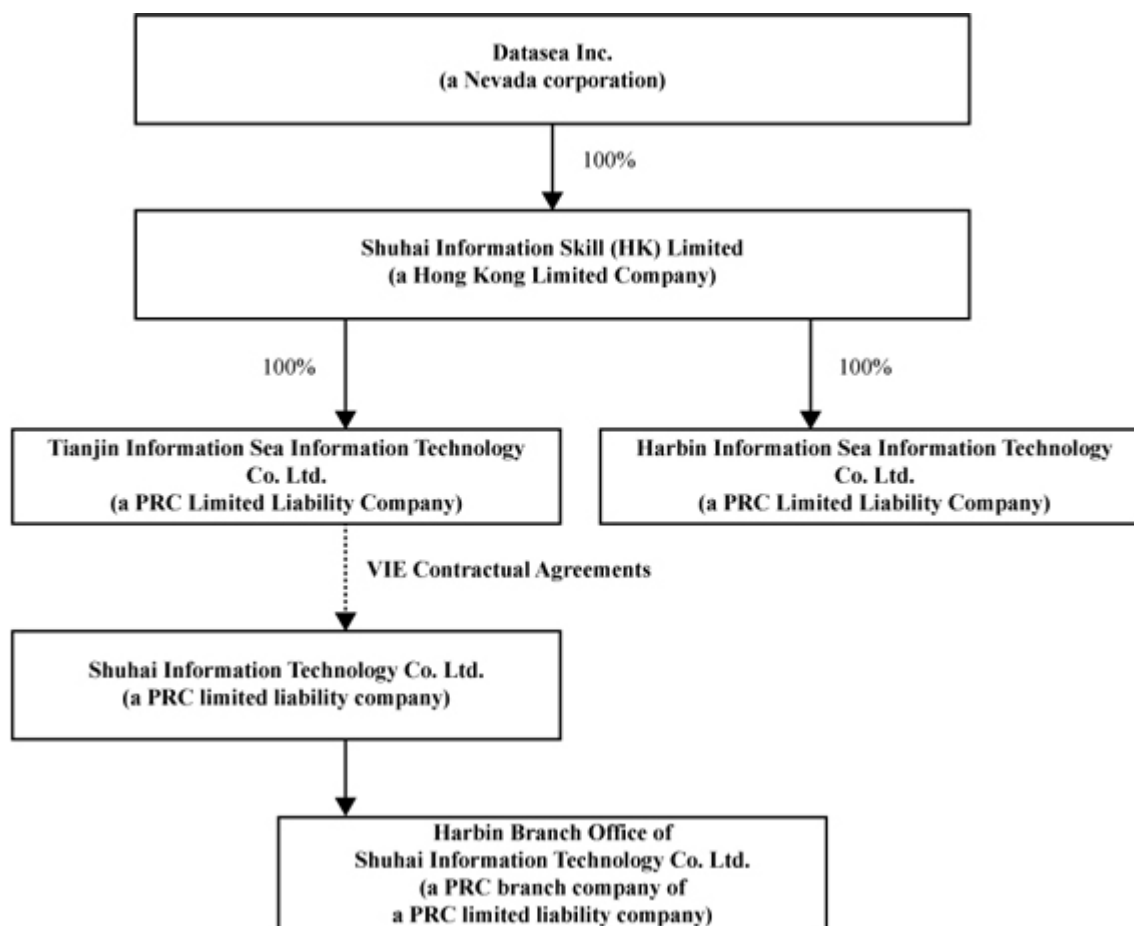 Datasea Inc.
(a Nevada corporation)
100%
Shuhai Information Skill (HK) Limited
(a Hong Kong Limited Company)
100%
100%
Tianjin Information Sea Information Technology
Co. Ltd.
(a PRC Limited Liability Company)
Harbin Information Sea Information Technology
Co. Ltd.
(a PRC Limited Liability Company)
VIE Contractual Agreements
Shuhai Information Technology Co. Ltd.
(a PRC limited liability company)
Harbin Branch Office of
Shuhai Information Technology Co. Ltd.
(a PRC branch company of
a PRC limited liability company)